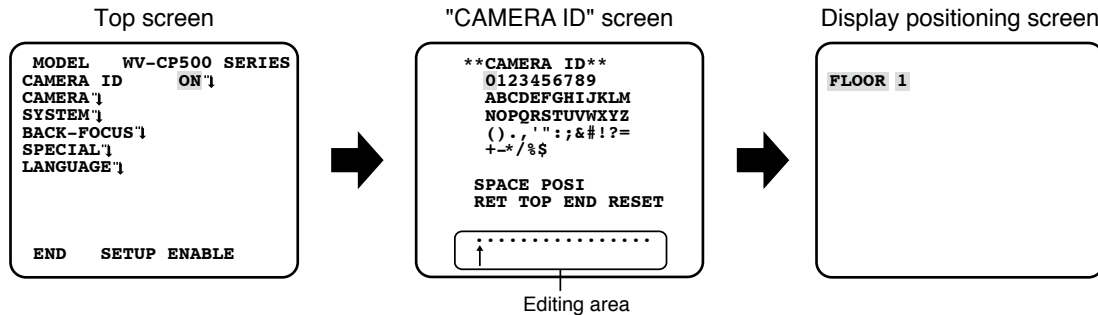 Top screen
MODEL WV-CP500 SERIES
CAMERA ID ON
CAMERA
SYSTEM
BACK-FOCUS
SPECIAL
LANGUAGE
END SETUP ENABLE
"CAMERA ID" screen
**CAMERA ID**
0123456789
ABCDEFGHIJKLM
NOPQRSTUVWXYZ
().,'":;&#!?=
+-*/%$
SPACE POSI
RET TOP END RESET
................
Editing area
Display positioning screen
FLOOR 1